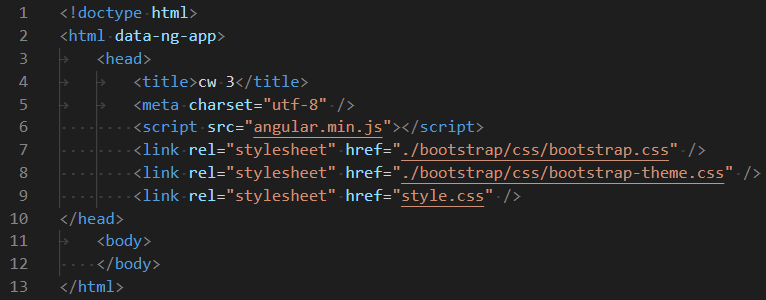 1 <!doctype html>
2 <html data-ng-app>
3 <head>
4 <title>cw 3</title>
5 <meta charset="utf-8" />
6 <script src="angular.min.js"></script>
7 <link rel="stylesheet" href="./bootstrap/css/bootstrap.css" />
8 <link rel="stylesheet" href="./bootstrap/css/bootstrap-theme.css" />
9 <link rel="stylesheet" href="style.css" />
10 </head>
11 <body>
12 </body>
13 </html>